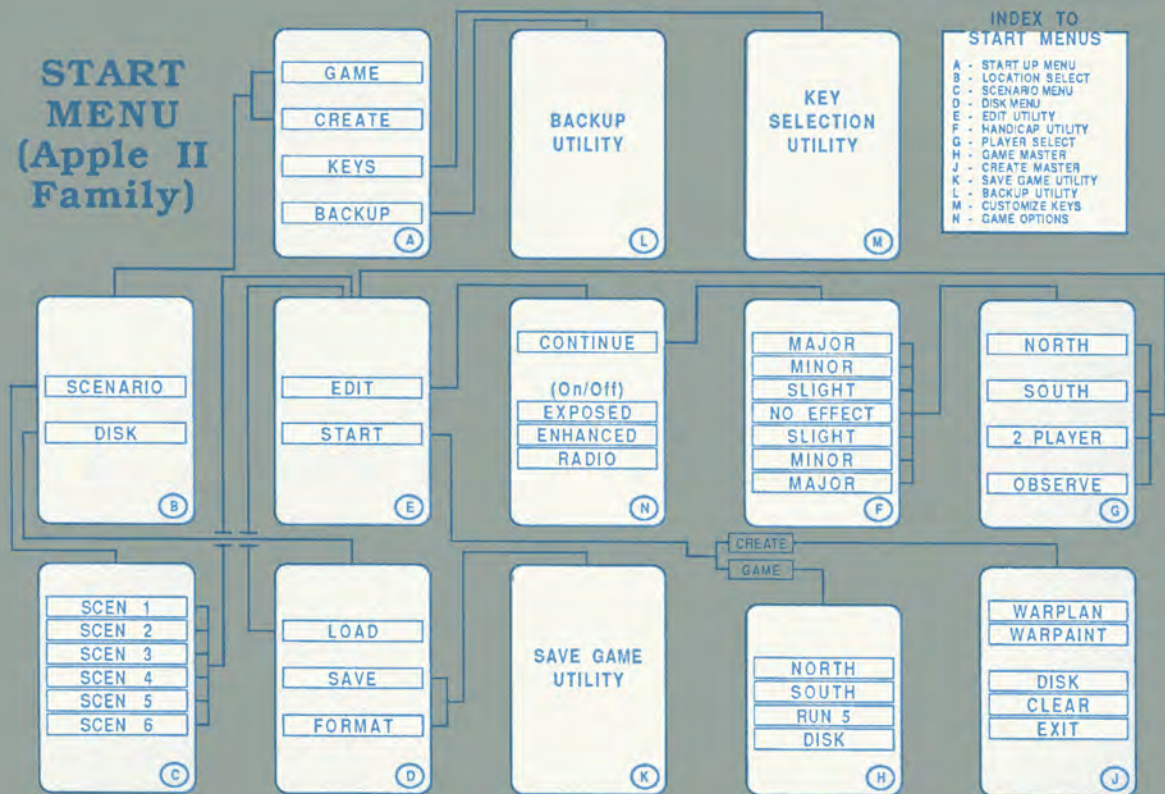 START
MENU
(Apple II
Family)
GAME
CREATE
KEYS
BACKUP
A
BACKUP
UTILITY
L
KEY
SELECTION
UTILITY
M
INDEX TO
START MENUS
A - START UP MENU
B - LOCATION SELECT
C - SCENARIO MENU
D - DISK MENU
E - EDIT UTILITY
F - HANDICAP UTILITY
G - PLAYER SELECT
H - GAME MASTER
J - CREATE MASTER
K - SAVE GAME UTILITY
L - BACKUP UTILITY
M - CUSTOMIZE KEYS
N - GAME OPTIONS
SCENARIO
DISK
B
EDIT
START
E
CONTINUE
(On/Off)
EXPOSED
ENHANCED
RADIO
N
MAJOR
MINOR
SLIGHT
NO EFFECT
SLIGHT
MINOR
MAJOR
F
NORTH
SOUTH
2 PLAYER
OBSERVE
G
SCEN 1
SCEN 2
SCEN 3
SCEN 4
SCEN 5
SCEN 6
C
LOAD
SAVE
FORMAT
D
SAVE GAME
UTILITY
K
CREATE
GAME
NORTH
SOUTH
RUN 5
DISK
H
WARPLAN
WARPAINT
DISK
CLEAR
EXIT
J